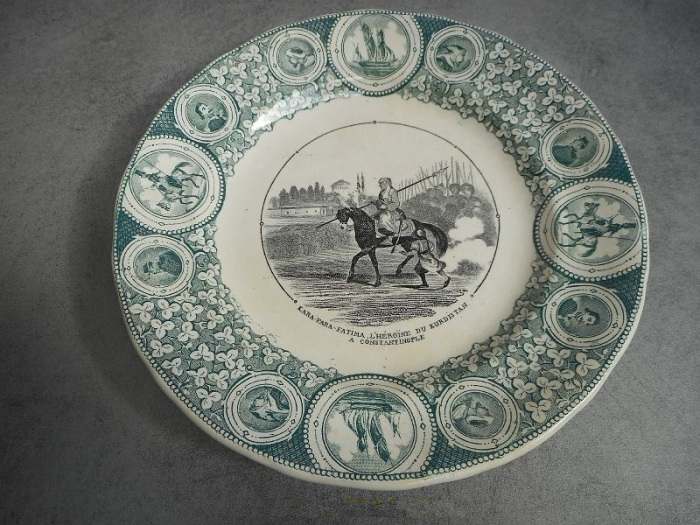 KARA-FARA-FATIMA, L'HÉROÏNE DU KURDISTAN
A CONSTANTINOPLE